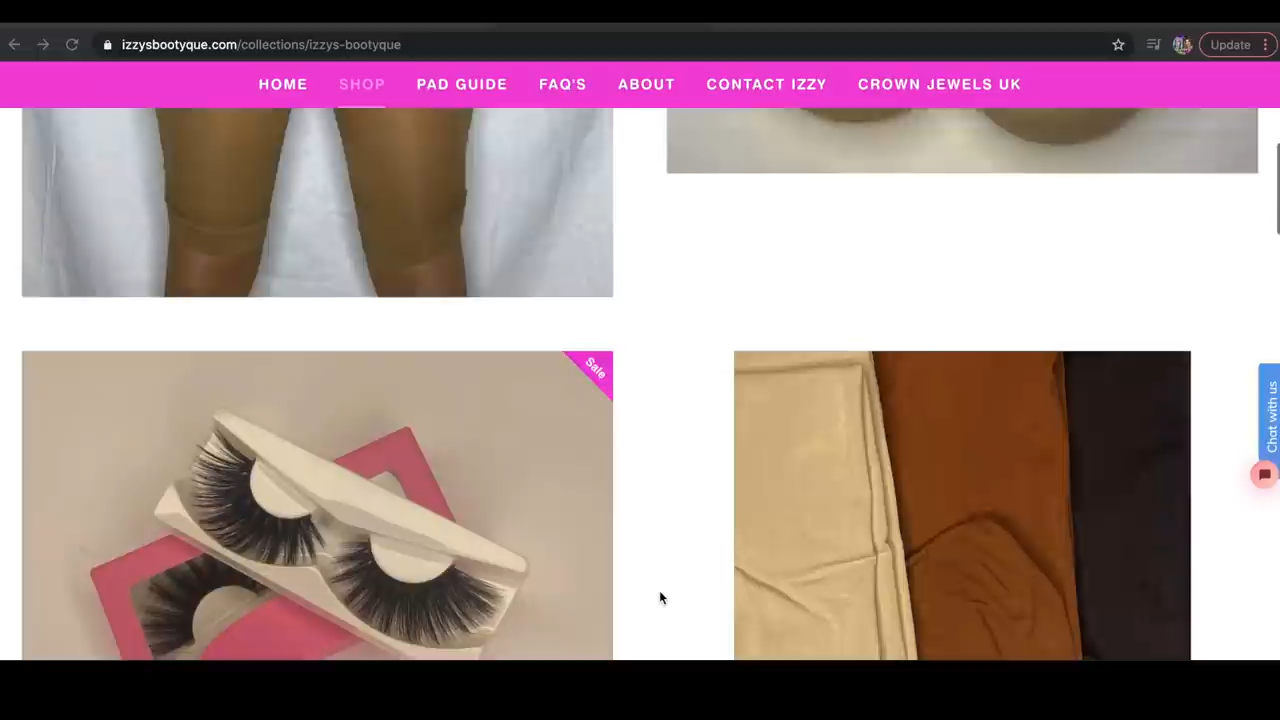 izzysbootyque.com/collections/izzys-bootyque
Update
HOME SHOP PAD GUIDE FAQ'S ABOUT CONTACT IZZY CROWN JEWELS UK
Sale
Chat with us